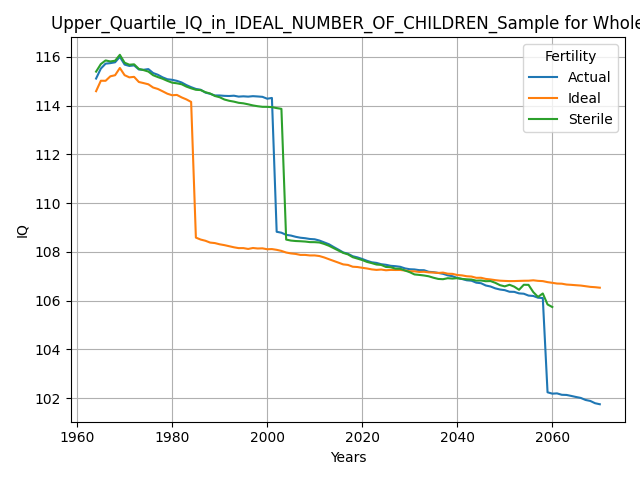 Upper_Quartile_IQ_in_IDEAL_NUMBER_OF_CHILDREN_Sample for Whole
Fertility
Actual
Ideal
Sterile
116
114
112
110
108
106
104
102
IQ
1960
1980
2000
2020
2040
2060
Years